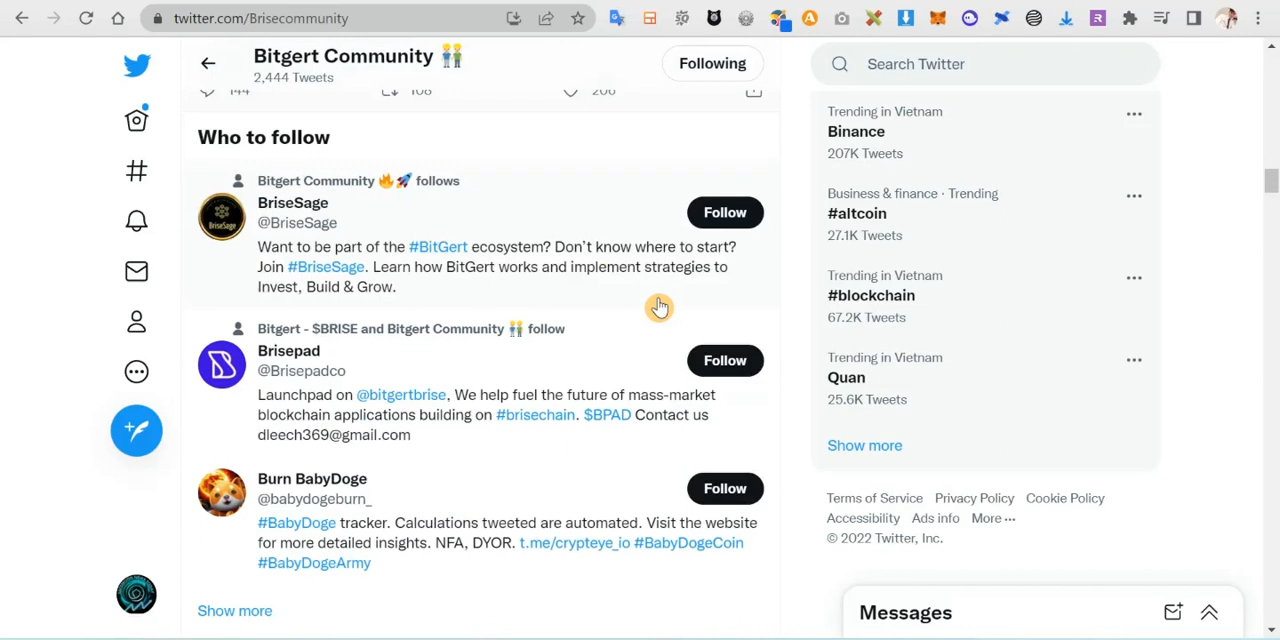 twitter.com/Brisecommunity
Bitgert Community
2,444 Tweets
Following
Search Twitter
144 108 206
Who to follow
Bitgert Community 🔥🚀 follows
BriseSage
@BriseSage
Follow
Want to be part of the #BitGert ecosystem? Don't know where to start?
Join #BriseSage. Learn how BitGert works and implement strategies to
Invest, Build & Grow.
Bitgert - $BRISE and Bitgert Community follow
Brisepad
@Brisepadco
Follow
Launchpad on @bitgertbrise, We help fuel the future of mass-market
blockchain applications building on #brisechain. $BPAD Contact us
dleech369@gmail.com
Burn BabyDoge
@babydogeburn_
Follow
#BabyDoge tracker. Calculations tweeted are automated. Visit the website
for more detailed insights. NFA, DYOR. t.me/crypteye_io #BabyDogeCoin
#BabyDogeArmy
Show more
Trending in Vietnam
Binance
207K Tweets
Business & finance · Trending
#altcoin
27.1K Tweets
Trending in Vietnam
#blockchain
67.2K Tweets
Trending in Vietnam
Quan
25.6K Tweets
Show more
Terms of Service Privacy Policy Cookie Policy
Accessibility Ads info More ···
© 2022 Twitter, Inc.
Messages